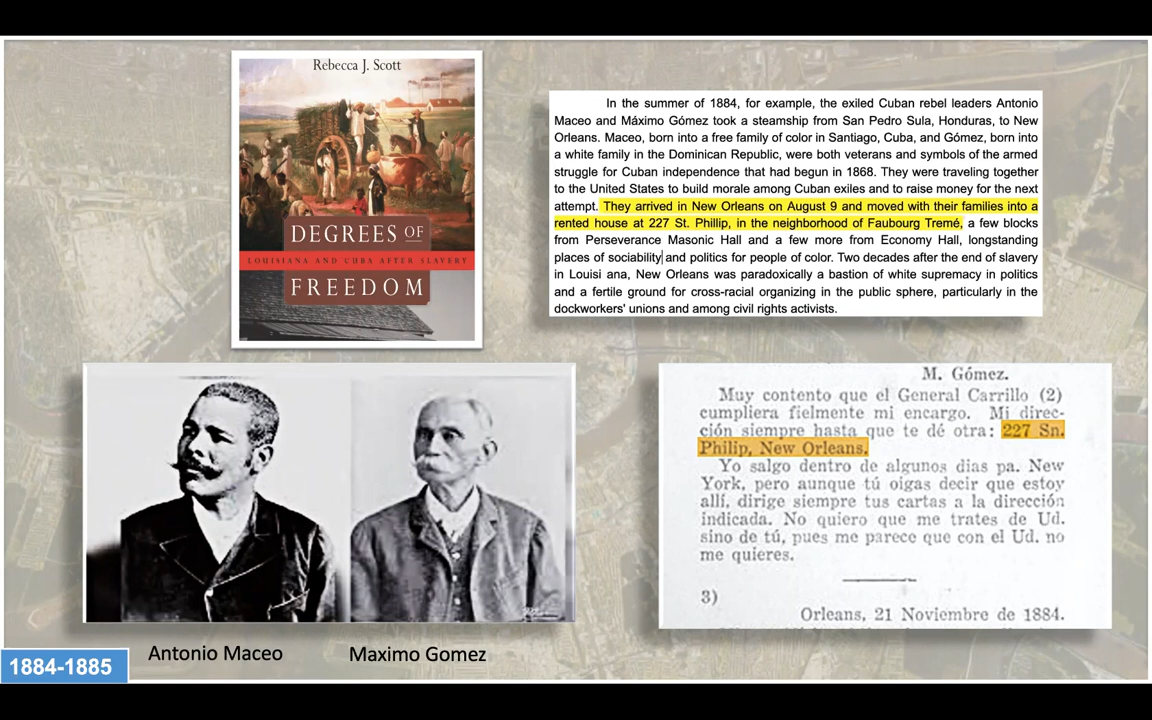 Rebecca J. Scott
DEGREES OF
LOUISIANA AND CUBA AFTER SLAVERY
FREEDOM
In the summer of 1884, for example, the exiled Cuban rebel leaders Antonio
Maceo and Máximo Gómez took a steamship from San Pedro Sula, Honduras, to New
Orleans. Maceo, born into a free family of color in Santiago, Cuba, and Gómez, born into
a white family in the Dominican Republic, were both veterans and symbols of the armed
struggle for Cuban independence that had begun in 1868. They were traveling together
to the United States to build morale among Cuban exiles and to raise money for the next
attempt. They arrived in New Orleans on August 9 and moved with their families into a
rented house at 227 St. Phillip, in the neighborhood of Faubourg Tremé, a few blocks
from Perseverance Masonic Hall and a few more from Economy Hall, longstanding
places of sociability and politics for people of color. Two decades after the end of slavery
in Louisi ana, New Orleans was paradoxically a bastion of white supremacy in politics
and a fertile ground for cross-racial organizing in the public sphere, particularly in the
dockworkers' unions and among civil rights activists.
M. Gómez.
Muy contento que el General Carrillo (2)
cumpliera fielmente mi encargo. Mi direc-
ción siempre hasta que te dé otra: 227 Sn.
Philip, New Orleans.
Yo salgo dentro de algunos dias pa. New
York, pero aunque tú oigas decir que estoy
allí, dirige siempre tus cartas a la dirección
indicada. No quiero que me trates de Ud.
sino de tú, pues me parece que con el Ud. no
me quieres.
3)
Orleans, 21 Noviembre de 1884.
Antonio Maceo
Maximo Gomez
1884-1885